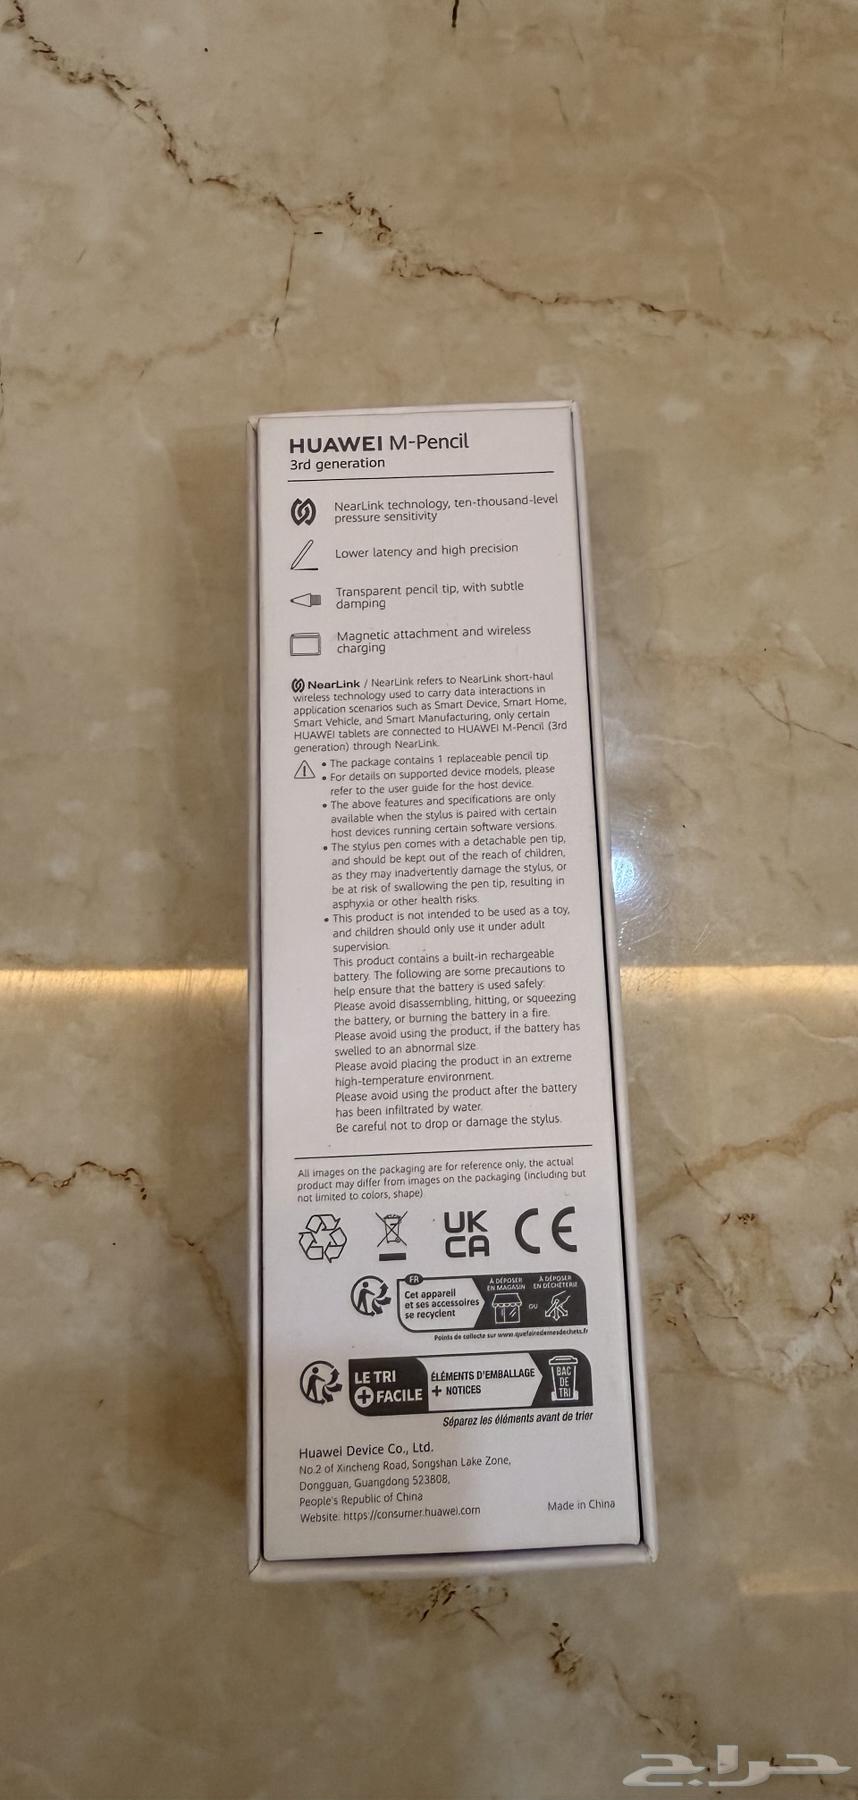 HUAWEI M-Pencil
3rd generation
NearLink technology, ten-thousand-level
pressure sensitivity
Lower latency and high precision
Transparent pencil tip, with subtle
damping
Magnetic attachment and wireless
charging
NearLink / NearLink refers to NearLink short-haul
wireless technology used to carry data interactions in
application scenarios such as Smart Device, Smart Home,
Smart Vehicle, and Smart Manufacturing, only certain
HUAWEI tablets are connected to HUAWEI M-Pencil (3rd
generation) through NearLink.
• The package contains 1 replaceable pencil tip
• For details on supported device models, please
refer to the user guide for the host device.
• The above features and specifications are only
available when the stylus is paired with certain
host devices running certain software versions.
• The stylus pen comes with a detachable pen tip,
and should be kept out of the reach of children,
as they may inadvertently damage the stylus, or
be at risk of swallowing the pen tip, resulting in
asphyxia or other health risks.
• This product is not intended to be used as a toy,
and children should only use it under adult
supervision.
This product contains a built-in rechargeable
battery. The following are some precautions to
help ensure that the battery is used safely:
Please avoid disassembling, hitting, or squeezing
the battery, or burning the battery in a fire.
Please avoid using the product, if the battery has
swelled to an abnormal size.
Please avoid placing the product in an extreme
high-temperature environment.
Please avoid using the product after the battery
has been infiltrated by water.
Be careful not to drop or damage the stylus.
All images on the packaging are for reference only, the actual
product may differ from images on the packaging (including but
not limited to colors, shape)
UK
CA CE
FR
Cet appareil
et ses accessoires
se recyclent
À DÉPOSER
EN MAGASIN
OU
À DÉPOSER
EN DÉCHÈTERIE
Points de collecte sur www.quefairedemesdechets.fr
LE TRI
+ FACILE
ÉLÉMENTS D'EMBALLAGE
+ NOTICES
BAC
DE
TRI
Séparez les éléments avant de trier
Huawei Device Co., Ltd.
No.2 of Xincheng Road, Songshan Lake Zone,
Dongguan, Guangdong 523808,
People's Republic of China
Website: https://consumer.huawei.com
Made in China
حراج